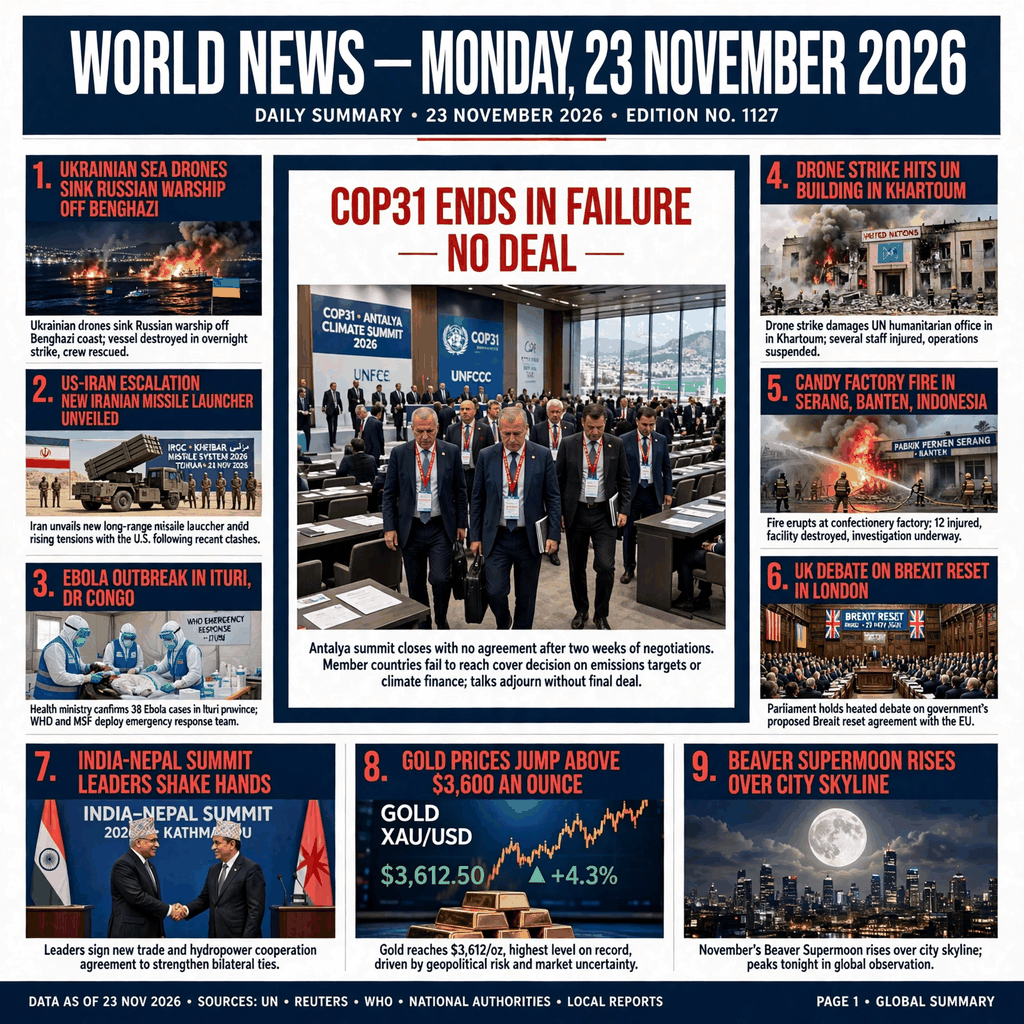 WORLD NEWS — MONDAY, 23 NOVEMBER 2026
DAILY SUMMARY • 23 NOVEMBER 2026 • EDITION NO. 1127
1. UKRAINIAN SEA DRONES
SINK RUSSIAN WARSHIP
OFF BENGHAZI
Ukrainian drones sink Russian warship off
Benghazi coast; vessel destroyed in overnight
strike, crew rescued.
2. US-IRAN ESCALATION
NEW IRANIAN MISSILE LAUNCHER
UNVEILED
IRGC • KHEIBAR
MISTILE SYSTEM 2026
21 NOV 2026
Iran unvails new long-range misaile lauccher andd
rising tensions with the U.S. following recant clashes.
3. EBOLA OUTBREAK IN ITURI,
DR CONGO
WHO EMERGENCY
RESPONSE
Health ministry canfirms 38 Ebola cases in Ituri pnwince;
WHD and MSF deploy emergency response team.
COP31 ENDS IN FAILURE
— NO DEAL —
COP31 • ANTALYA
CLIMATE SUMMIT
2026
UNFCE
COP31
UNFCCC
Antalya summit closes with no agreement after two weeks of negotiations.
Member countries fail to reach cover decision on emissions targets or
climate finance; talks adjourn without final deal.
4. DRONE STRIKE HITS UN
BUILDING IN KHARTOUM
UNITED NATIONS
Drone strike damages UN humanitarian office in
in Khartoum; several staff injured, operations
suspended.
5. CANDY FACTORY FIRE IN
SERANG, BANTEN, INDONESIA
PABRIK PERNEN SERANG
• BANTEN •
Fire erupts at confectionery factory; 12 injured,
facility destroyed, investigation underway.
6. UK DEBATE ON BREXIT RESET
IN LONDON
BREXIT RESET
Pariiament holds heated debate on government's
proposed Breait reset agreement with the EU.
7. INDIA-NEPAL SUMMIT
LEADERS SHAKE HANDS
INDIA–NEPAL SUMMIT
Leaders sign new trade and hydropower cooperation
agreement to strengthen bilateral ties.
8. GOLD PRICES JUMP ABOVE
$3,600 AN OUNCE
GOLD
XAU/USD
$3,612.50 ▲ +4.3%
Gold reaches $3,612/oz, highest level on record,
driven by geopolitical risk and market uncertainty.
9. BEAVER SUPERMOON RISES
OVER CITY SKYLINE
November's Beaver Supermoon rises over city skyline;
peaks tonight in global observation.
DATA AS OF 23 NOV 2026 • SOURCES: UN • REUTERS • WHO • NATIONAL AUTHORITIES • LOCAL REPORTS
PAGE 1 • GLOBAL SUMMARY